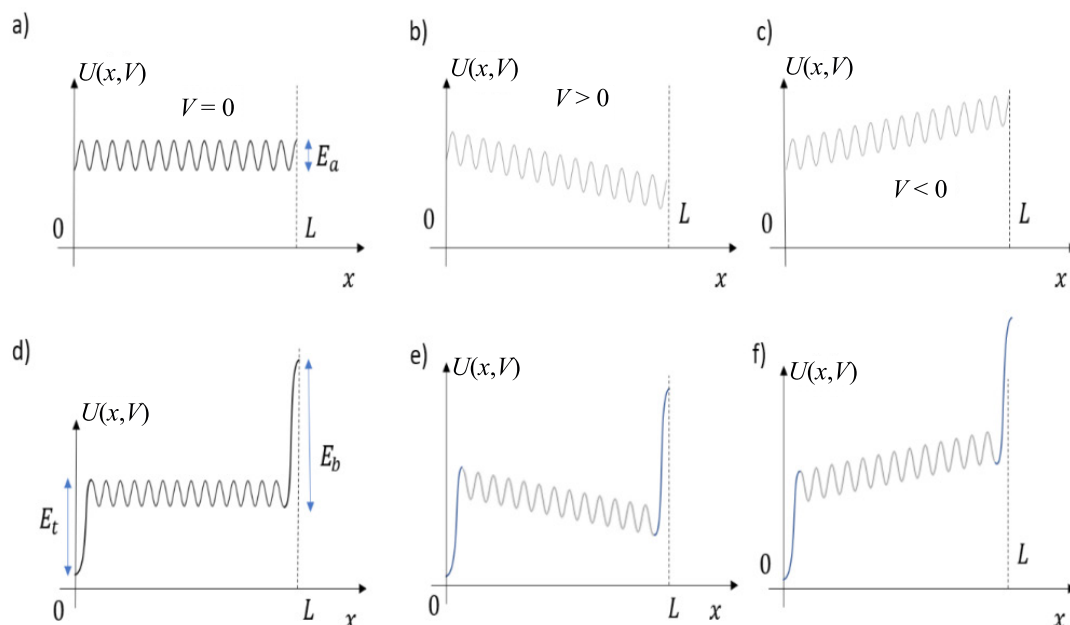 a)
U(x,V)
V = 0
E_a
0
L
x
b)
U(x,V)
V > 0
0
L
x
c)
U(x,V)
V < 0
0
L
x
d)
U(x,V)
E_t
E_b
0
L
x
e)
U(x,V)
0
L
x
f)
U(x,V)
0
L
x